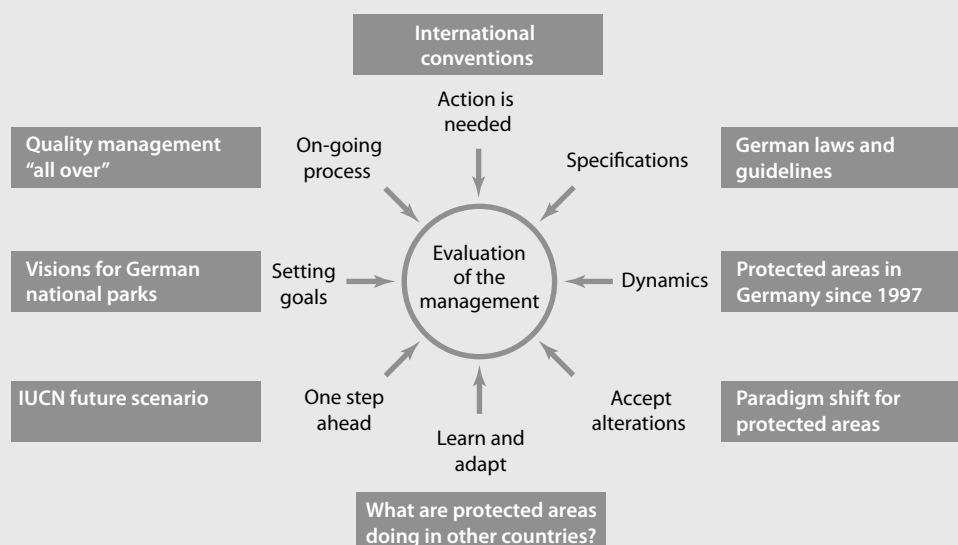 International
conventions
Action is
needed
Quality management
“all over”
On-going
process
Specifications
German laws and
guidelines
Visions for German
national parks
Setting
goals
Evaluation
of the
management
Dynamics
Protected areas in
Germany since 1997
IUCN future scenario
One step
ahead
Learn and
adapt
Accept
alterations
Paradigm shift for
protected areas
What are protected areas
doing in other countries?